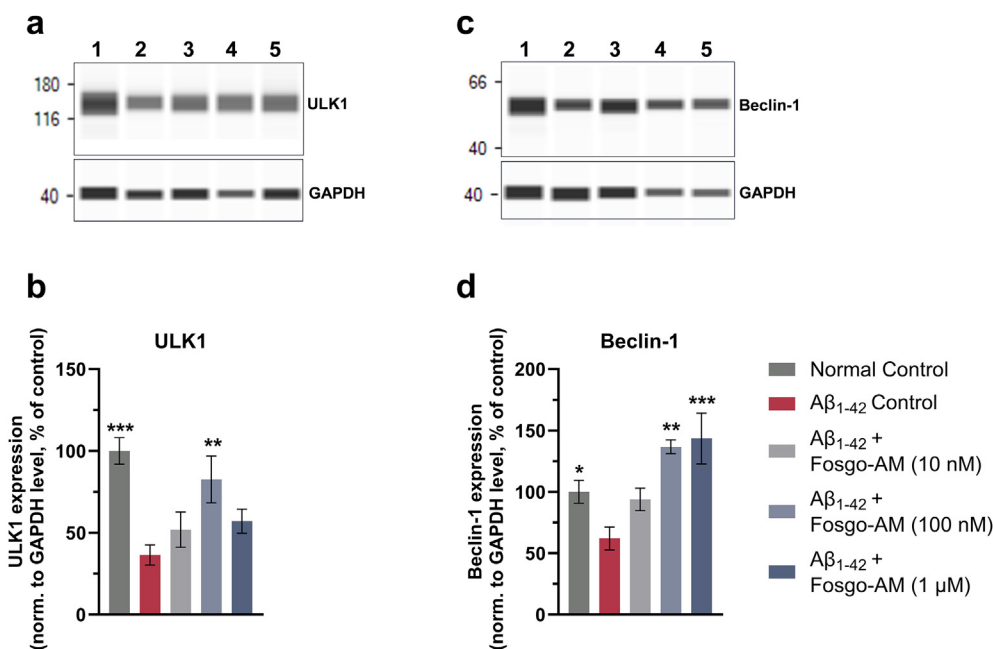 a
1 2 3 4 5
180
116
ULK1
40
GAPDH
c
1 2 3 4 5
66
40
Beclin-1
40
GAPDH
b
ULK1
ULK1 expression
(norm. to GAPDH level, % of control)
150
100
50
0
***
**
d
Beclin-1
Beclin-1 expression
(norm. to GAPDH level, % of control)
200
150
100
50
0
*
**
***
Normal Control
Aβ1-42 Control
Aβ1-42 +
Fosgo-AM (10 nM)
Aβ1-42 +
Fosgo-AM (100 nM)
Aβ1-42 +
Fosgo-AM (1 µM)